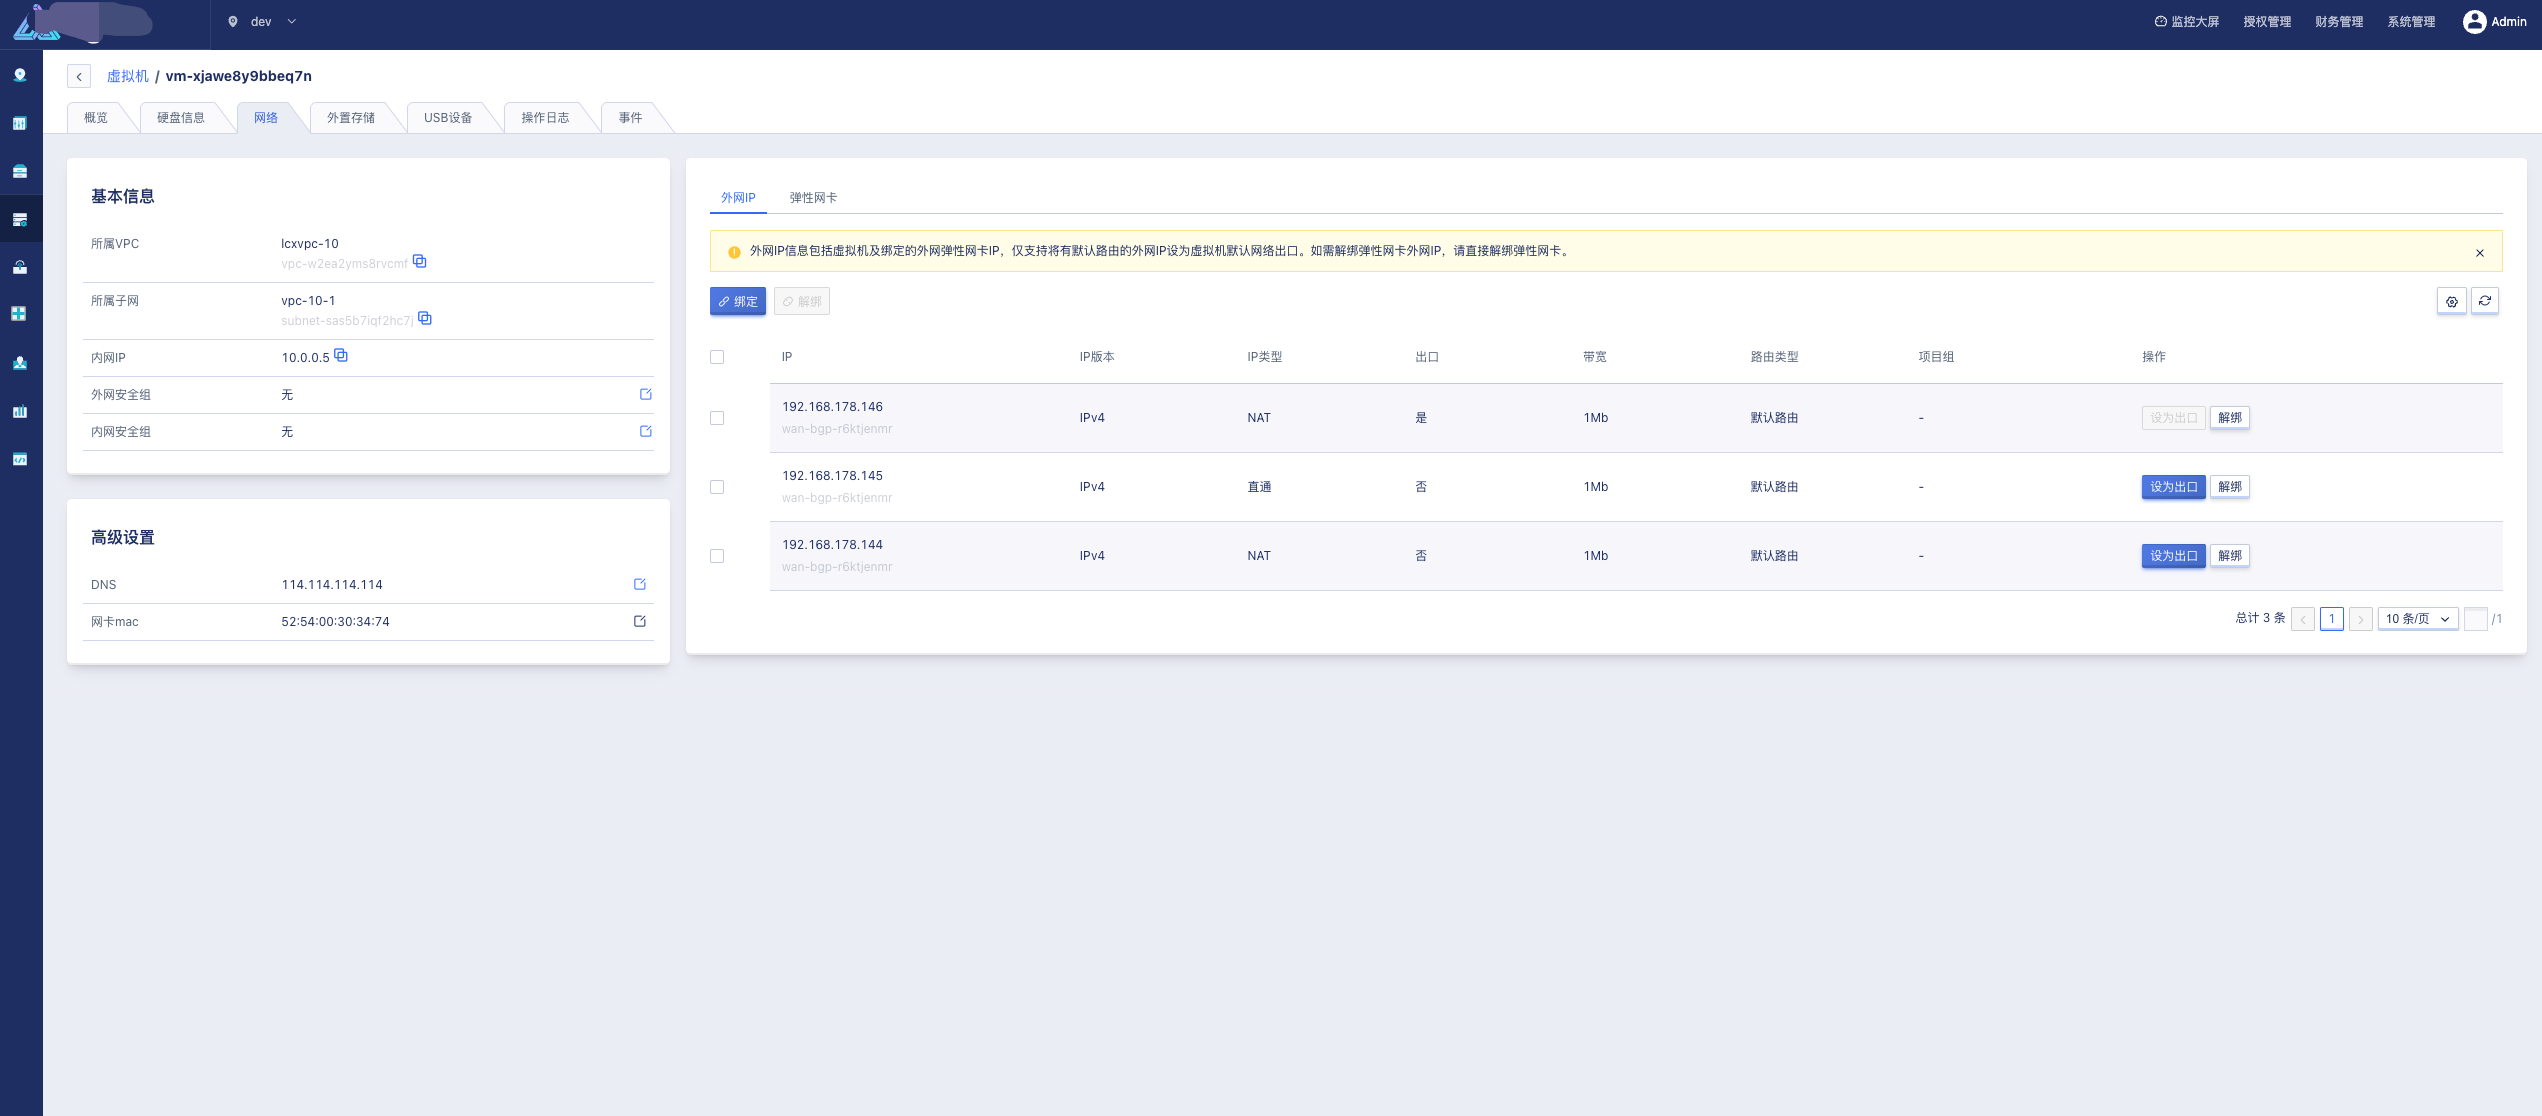 dev
监控大屏 授权管理 财务管理 系统管理 Admin
虚拟机 / vm-xjawe8y9bbeq7n
概览 硬盘信息 网络 外置存储 USB设备 操作日志 事件
基本信息
所属VPC lcxvpc-10
vpc-w2ea2yms8rvcmf
所属子网 vpc-10-1
subnet-sas5b7iqf2hc7j
内网IP 10.0.0.5
外网安全组 无
内网安全组 无
高级设置
DNS 114.114.114.114
网卡mac 52:54:00:30:34:74
外网IP 弹性网卡
外网IP信息包括虚拟机及绑定的外网弹性网卡IP，仅支持将有默认路由的外网IP设为虚拟机默认网络出口。如需解绑弹性网卡外网IP，请直接解绑弹性网卡。
绑定 解绑
IP IP版本 IP类型 出口 带宽 路由类型 项目组 操作
192.168.178.146
wan-bgp-r6ktjenmr
IPv4 NAT 是 1Mb 默认路由 - 设为出口 解绑
192.168.178.145
wan-bgp-r6ktjenmr
IPv4 直通 否 1Mb 默认路由 - 设为出口 解绑
192.168.178.144
wan-bgp-r6ktjenmr
IPv4 NAT 否 1Mb 默认路由 - 设为出口 解绑
总计 3 条 1 10 条/页 /1